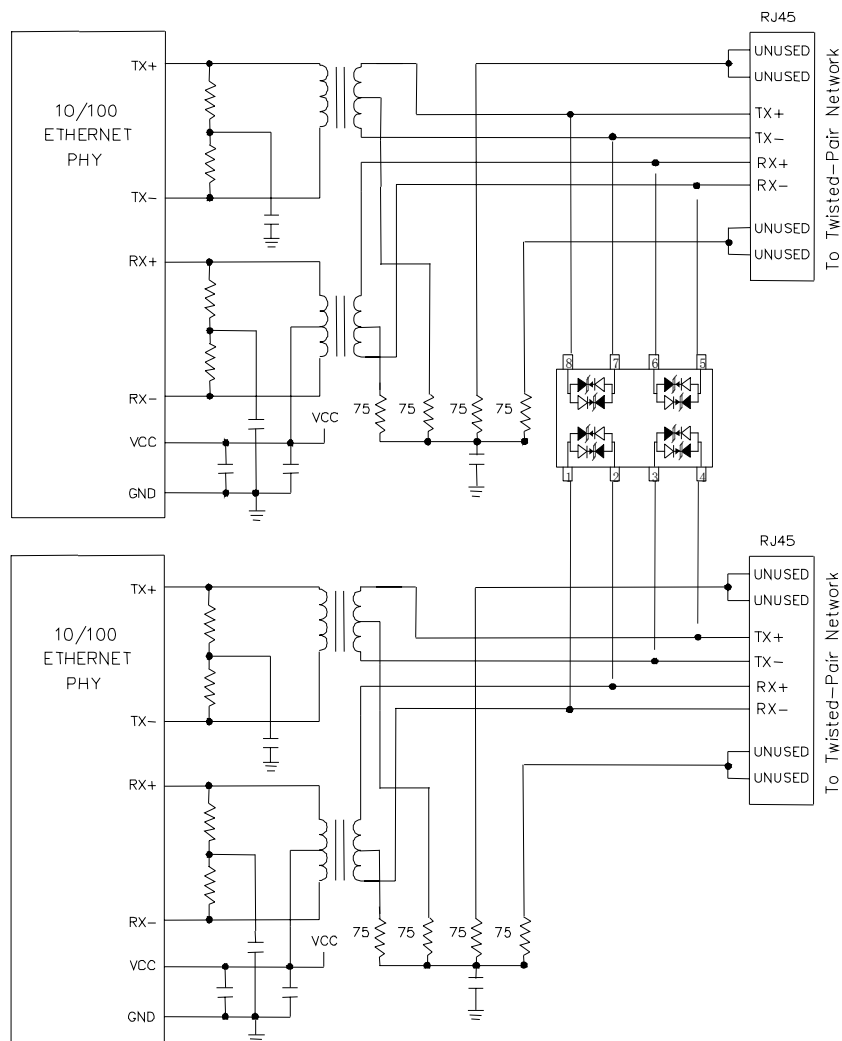 RJ45
UNUSED
UNUSED
TX+
TX-
RX+
RX-
UNUSED
UNUSED
To Twisted-Pair Network
TX+
10/100
ETHERNET
PHY
TX-
RX+
RX-
VCC
GND
VCC
75
75
75
75
8
7
6
5
1
2
3
4
RJ45
UNUSED
UNUSED
TX+
TX-
RX+
RX-
UNUSED
UNUSED
To Twisted-Pair Network
TX+
10/100
ETHERNET
PHY
TX-
RX+
RX-
VCC
GND
VCC
75
75
75
75